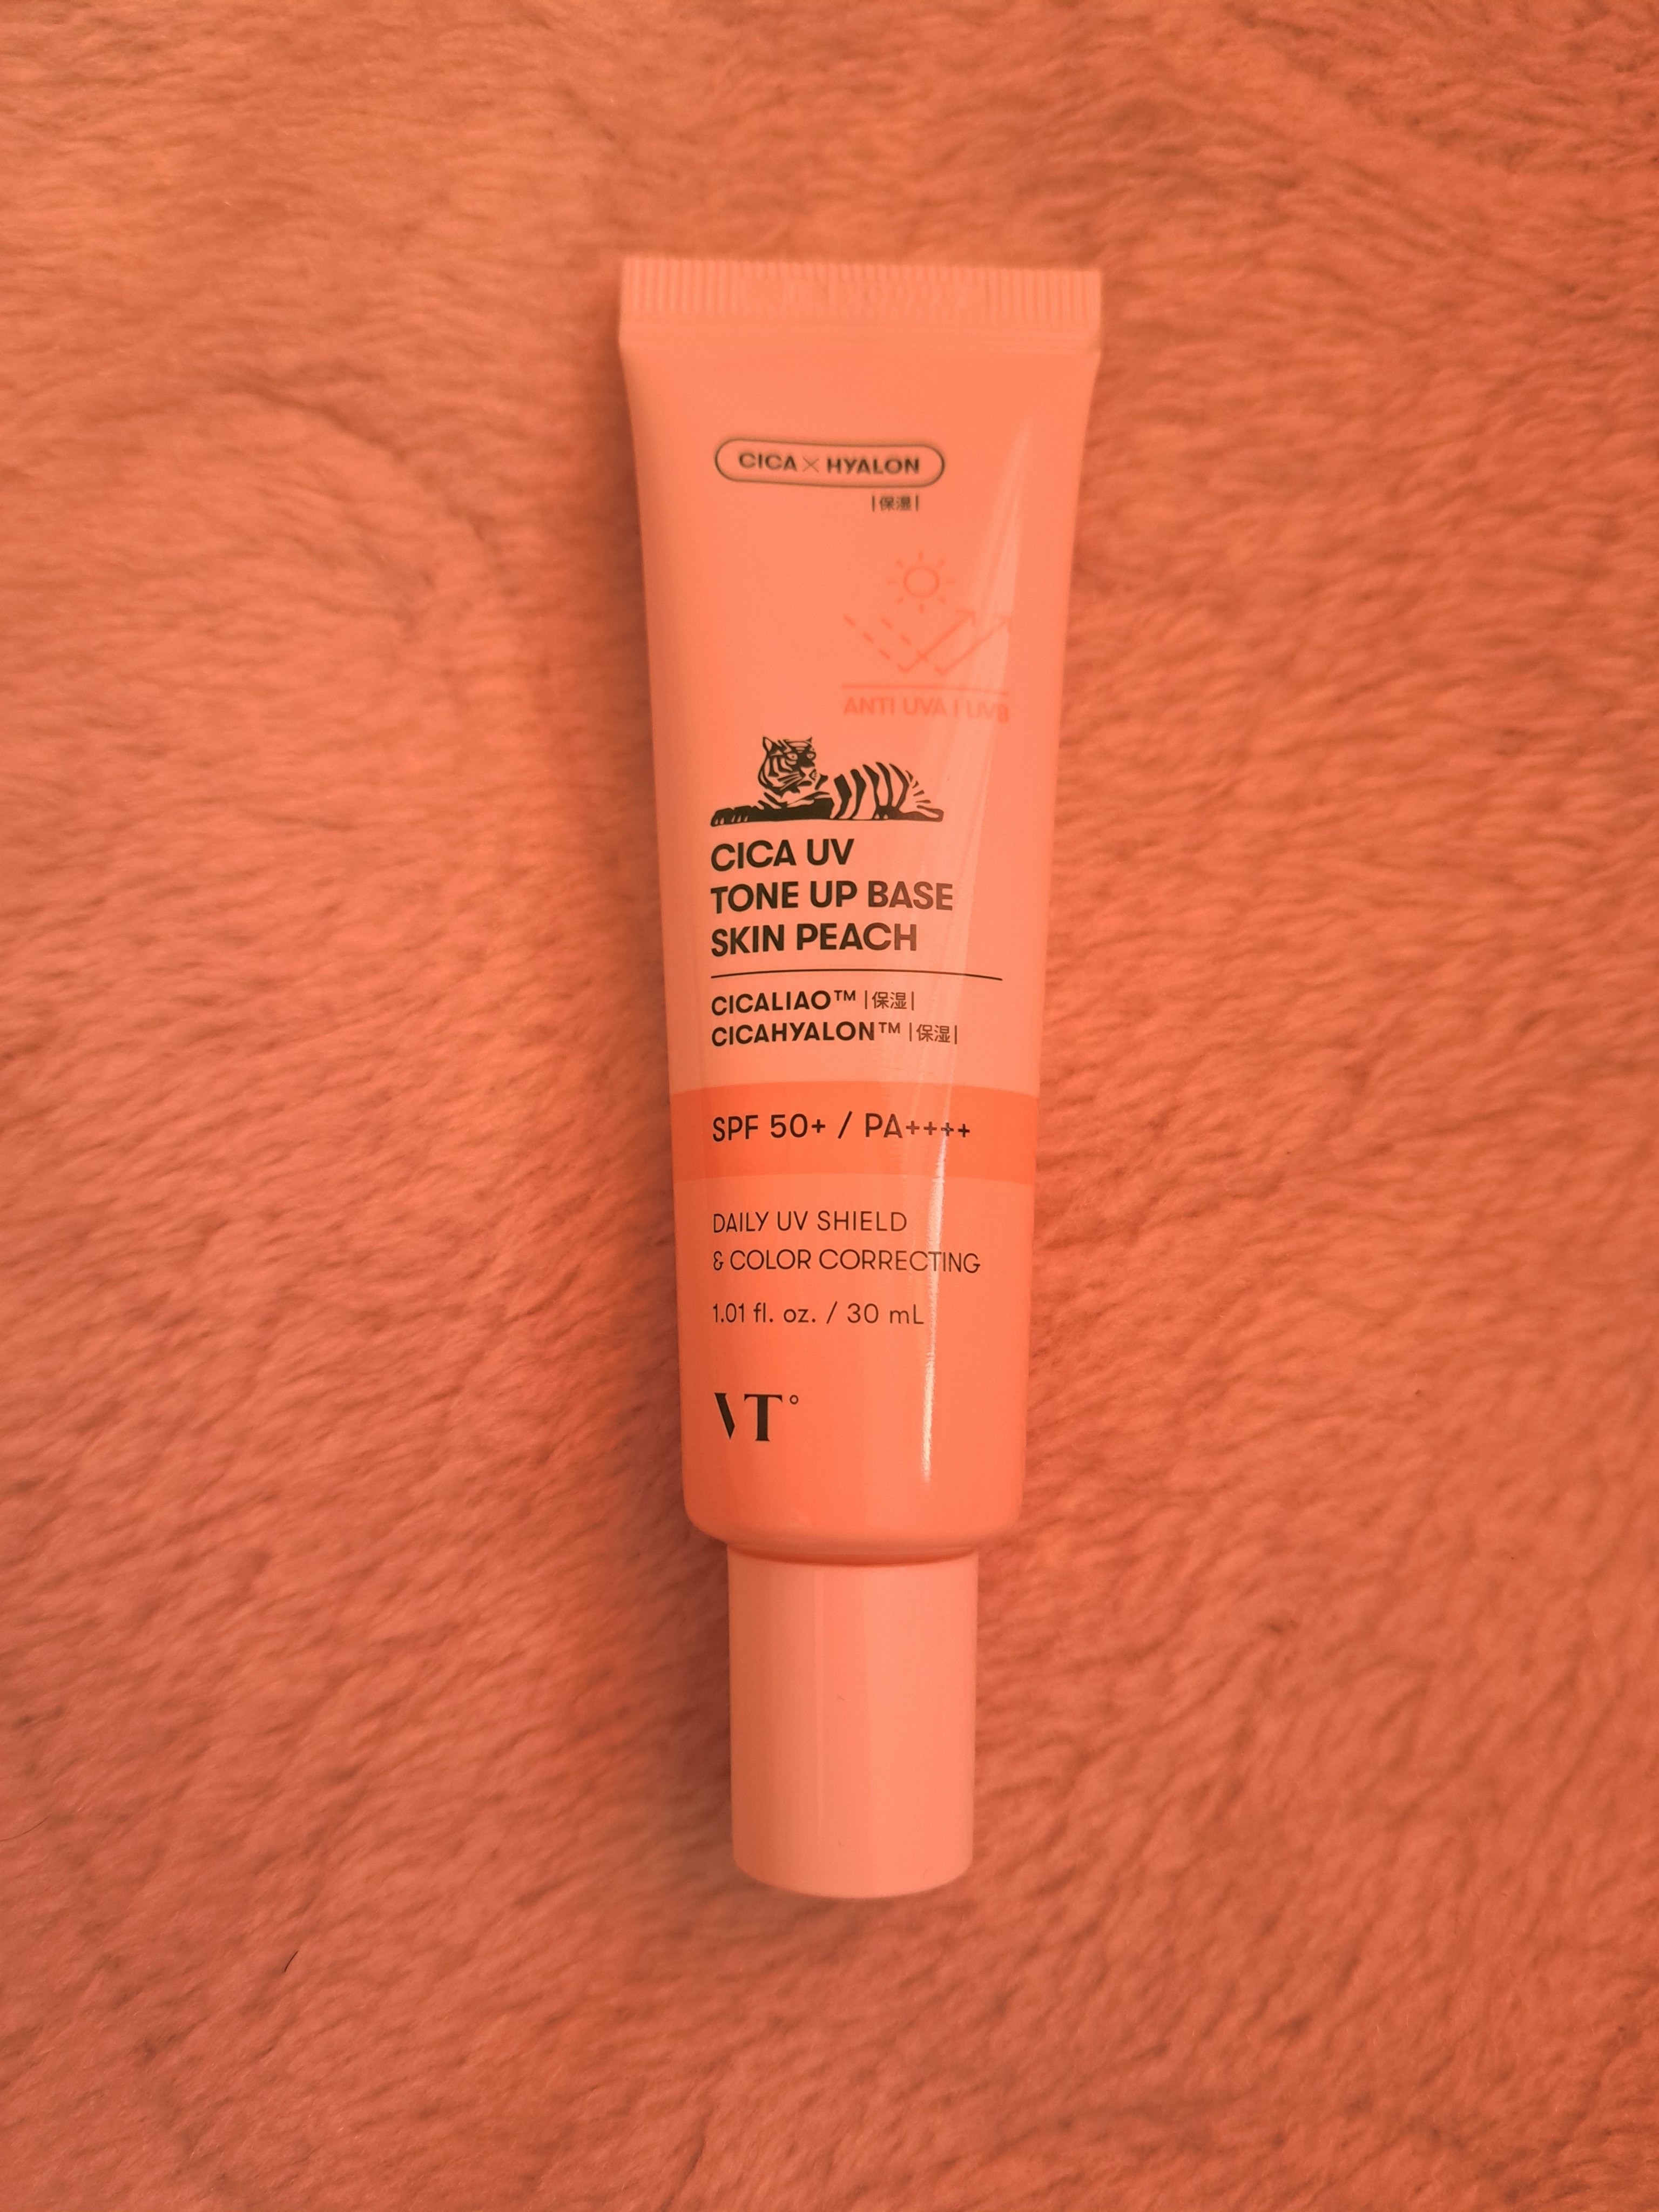 CICA × HYALON
|保湿|
ANTI UVA | UVB
CICA UV
TONE UP BASE
SKIN PEACH
CICALIAO™ |保湿|
CICAHYALON™ |保湿|
SPF 50+ / PA++++
DAILY UV SHIELD
& COLOR CORRECTING
1.01 fl. oz. / 30 mL
VT°